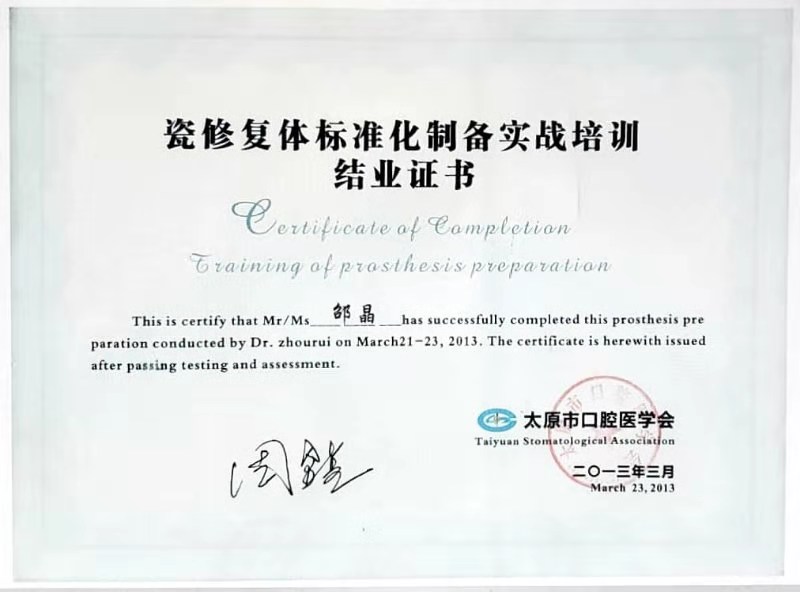 瓷修复体标准化制备实战培训
结业证书
Certificate of Completion
Training of prosthesis preparation
This is certify that Mr/Ms 邹晶 has successfully completed this prosthesis pre
paration conducted by Dr. zhourui on March21-23, 2013. The certificate is herewith issued
after passing testing and assessment.
太原市口腔医学会
Taiyuan Stomatological Association
二〇一三年三月
March 23,2013